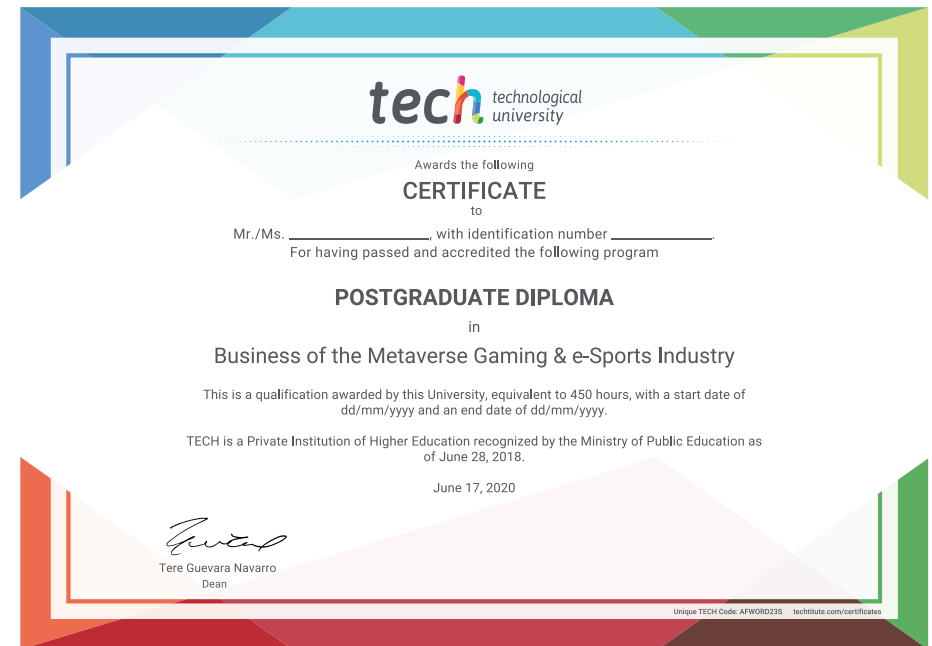 tech technological
university
Awards the following
CERTIFICATE
to
Mr./Ms. ____________________, with identification number ______________.
For having passed and accredited the following program
POSTGRADUATE DIPLOMA
in
Business of the Metaverse Gaming & e-Sports Industry
This is a qualification awarded by this University, equivalent to 450 hours, with a start date of
dd/mm/yyyy and an end date of dd/mm/yyyy.
TECH is a Private Institution of Higher Education recognized by the Ministry of Public Education as
of June 28, 2018.
June 17, 2020
Tere Guevara Navarro
Dean
Unique TECH Code: AFWORD23S techtitute.com/certificates